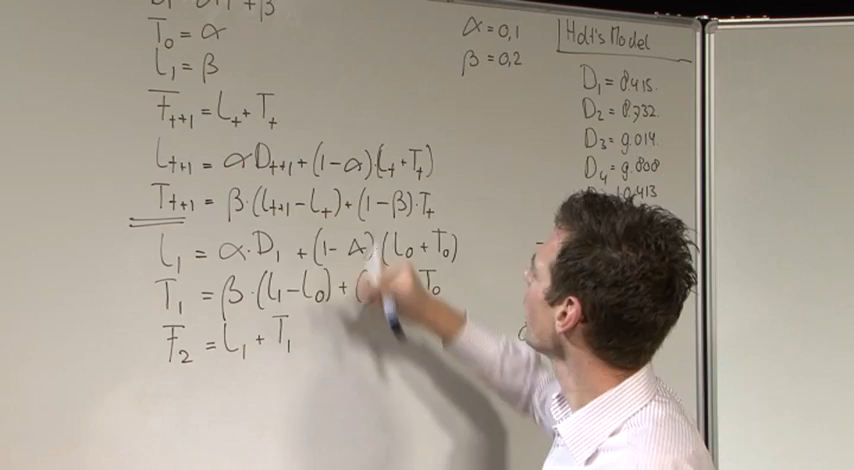 +β
T₀ = α
L₁ = β
F_{t+1} = L_t + T_t
L_{t+1} = αD_{t+1} + (1-α)·(L_t + T_t)
T_{t+1} = β·(L_{t+1} - L_t) + (1-β)·T_t
L₁ = α·D₁ + (1-α)(L₀ + T₀)
T₁ = β·(L₁ - L₀) + ( T₀
F₂ = L₁ + T₁
α = 0,1
β = 0,2
Holt's Model
D₁ = 8.415.
D₂ = 8.732.
D₃ = 9.014.
D₄ = 9.808